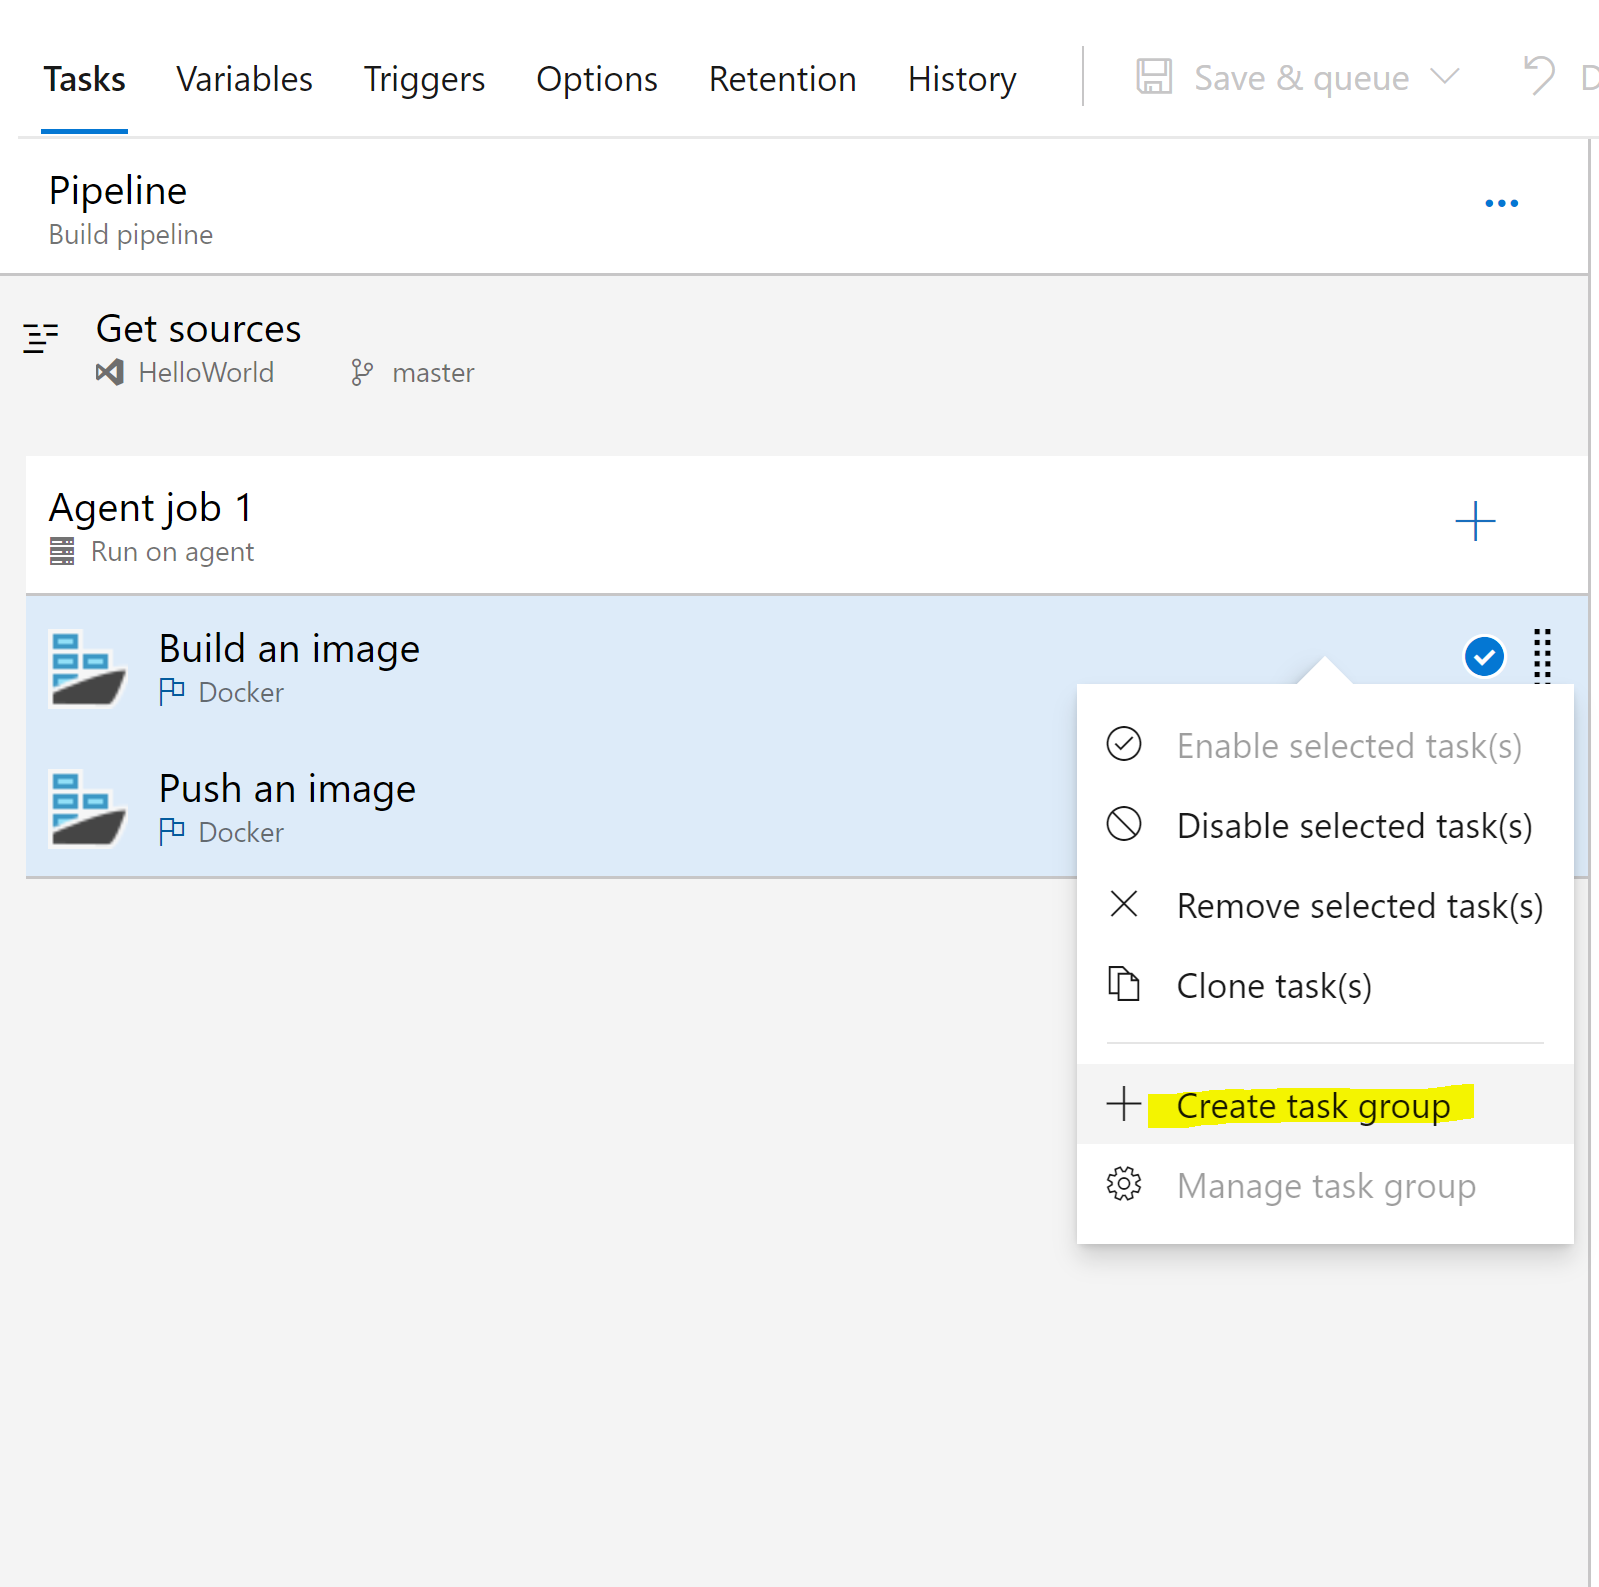 Tasks Variables Triggers Options Retention History Save & queue
Pipeline
Build pipeline
Get sources
HelloWorld master
Agent job 1
Run on agent
Build an image
Docker
Push an image
Docker
Enable selected task(s)
Disable selected task(s)
Remove selected task(s)
Clone task(s)
Create task group
Manage task group